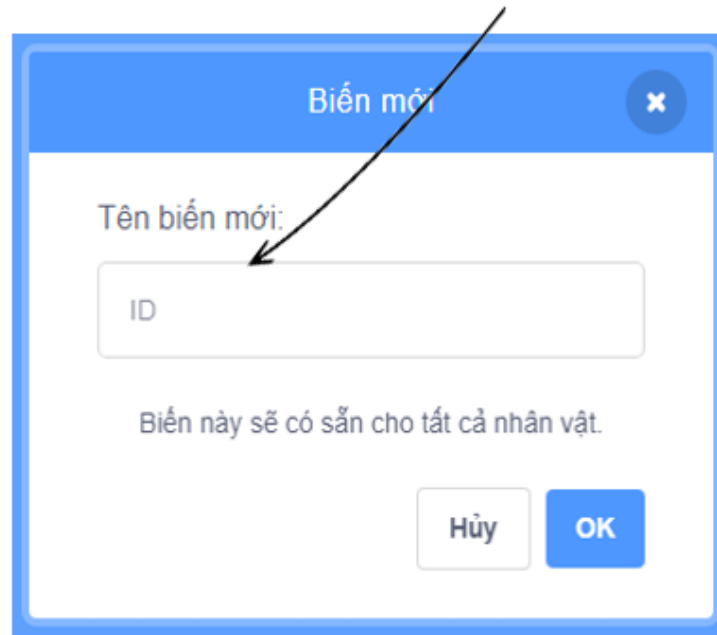 Biến mới
Tên biến mới:
ID
Biến này sẽ có sẵn cho tất cả nhân vật.
Hủy
OK